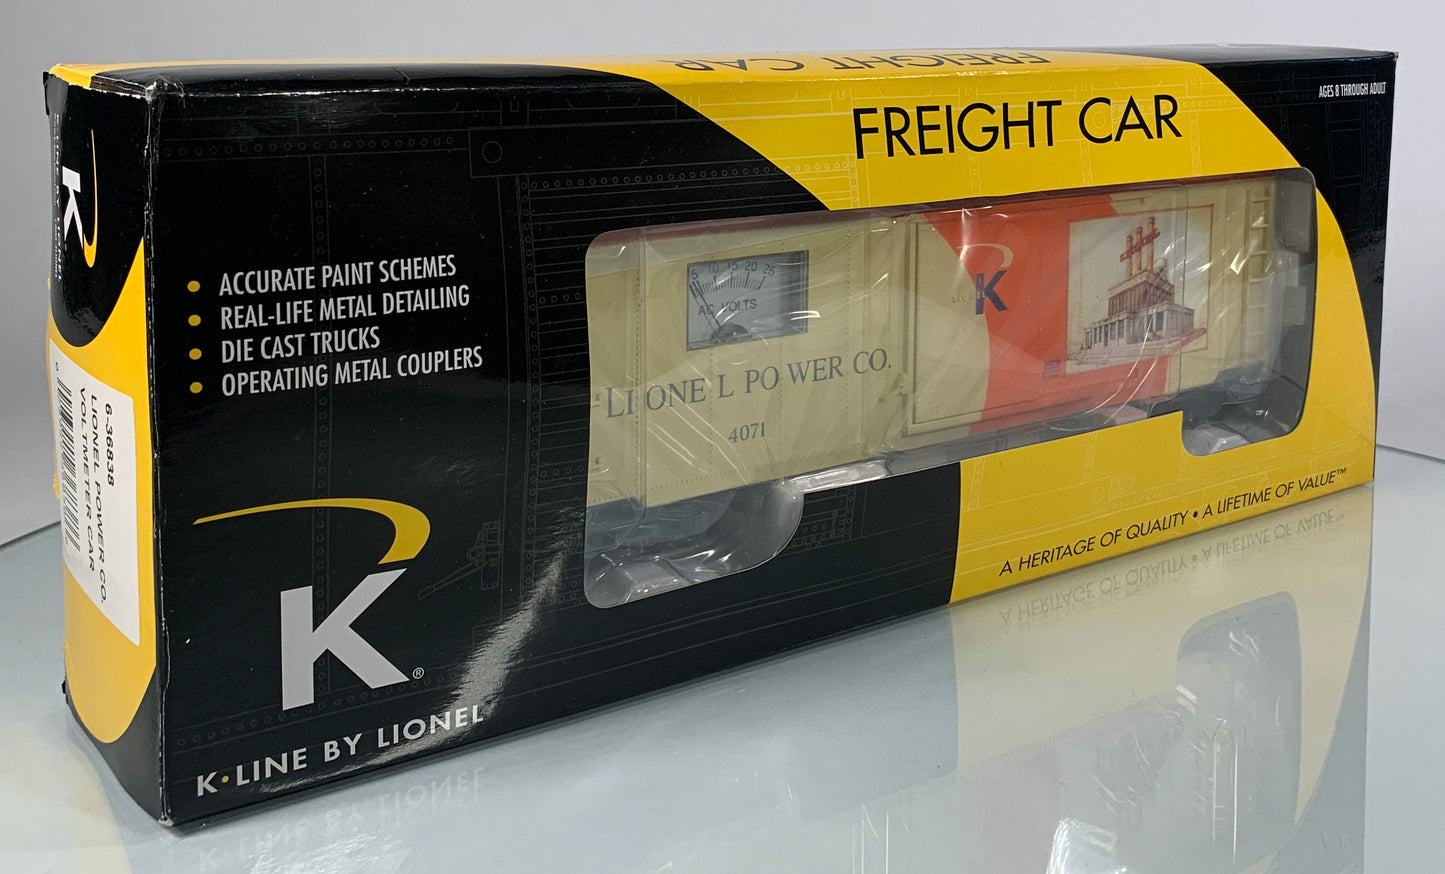 FREIGHT CAR
FREIGHT CAR
AGES 8 THROUGH ADULT
K
• ACCURATE PAINT SCHEMES
• REAL-LIFE METAL DETAILING
• DIE CAST TRUCKS
• OPERATING METAL COUPLERS
5 10 15 20 25
AC VOLTS
LIONEL POWER CO.
4071
K
6-36838
LIONEL POWER CO.
VOLTMETER CAR
K®
K•LINE BY LIONEL
A HERITAGE OF QUALITY • A LIFETIME OF VALUE™